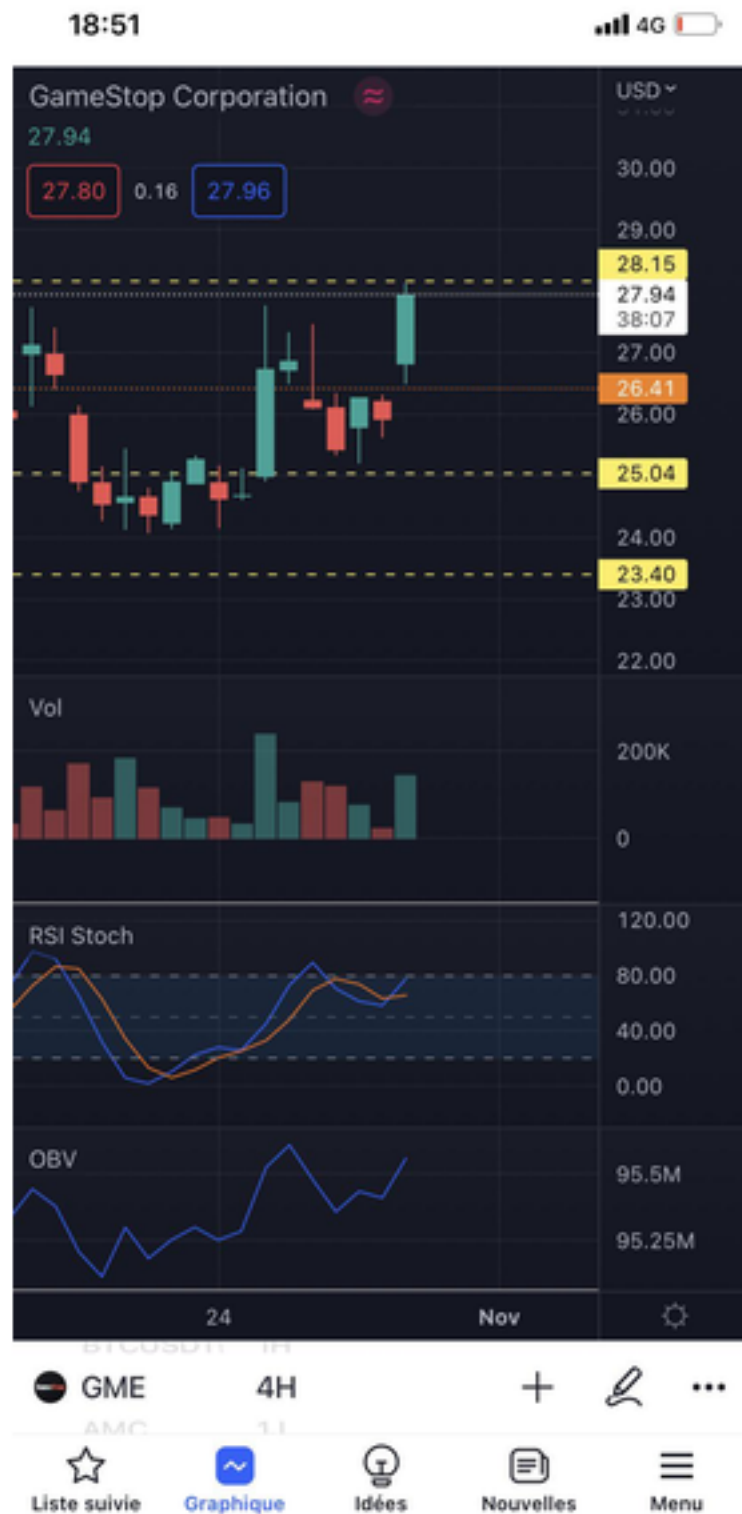 18:51 4G
GameStop Corporation ≈ USD
27.94
27.80 0.16 27.96
30.00
29.00
28.15
27.94
38:07
27.00
26.41
26.00
25.04
24.00
23.40
23.00
22.00
Vol
200K
0
120.00
RSI Stoch
80.00
40.00
0.00
OBV
95.5M
95.25M
24 Nov
GME 4H
AMC
Liste suivie Graphique Idées Nouvelles Menu